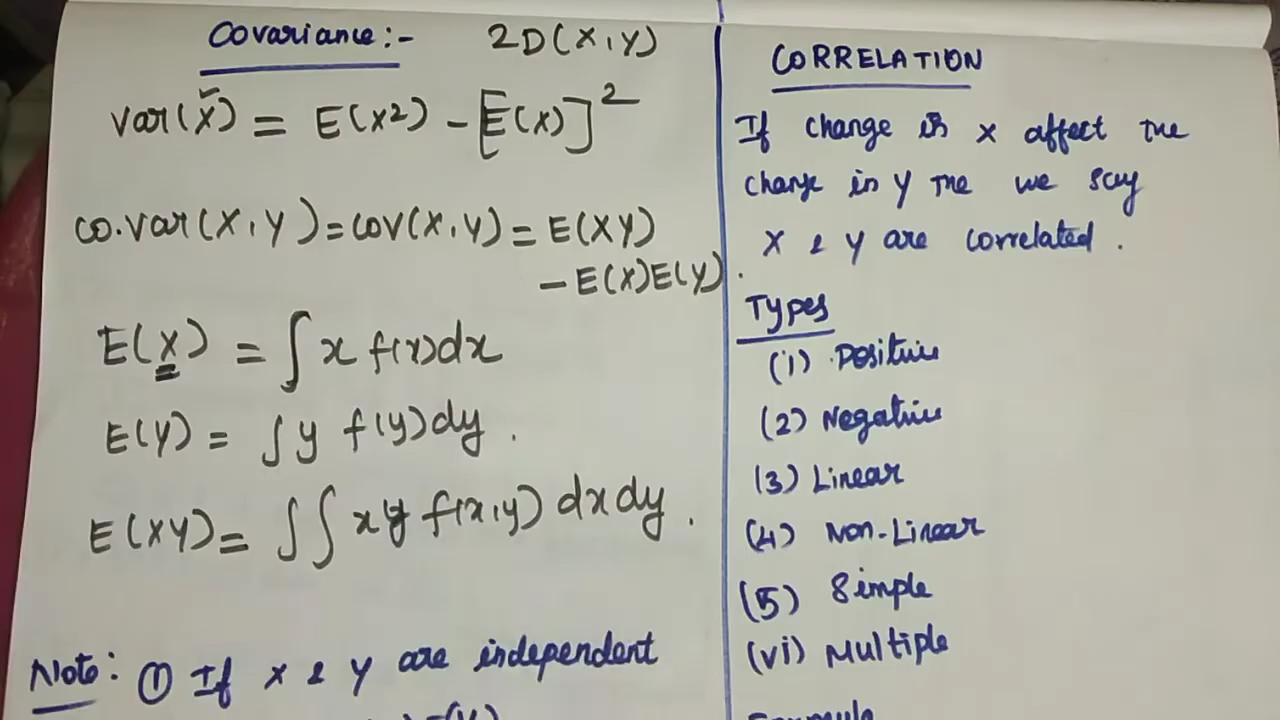 Covariance:- 2D(X,Y)
Var(X) = E(X2) - [E(X)]2
Co.Var(X,Y) = Cov(X,Y) = E(XY)
- E(X)E(Y).
E(X) = ∫ x f(x)dx
E(Y) = ∫ y f(y)dy.
E(XY) = ∫∫ xy f(x,y) dxdy.
Note: ① If X & Y are independent
CORRELATION
If change in x affect the
change in y the we say
X & Y are correlated.
Types
(1) Positive
(2) Negative
(3) Linear
(4) Non-Linear
(5) Simple
(vi) Multiple
Formula